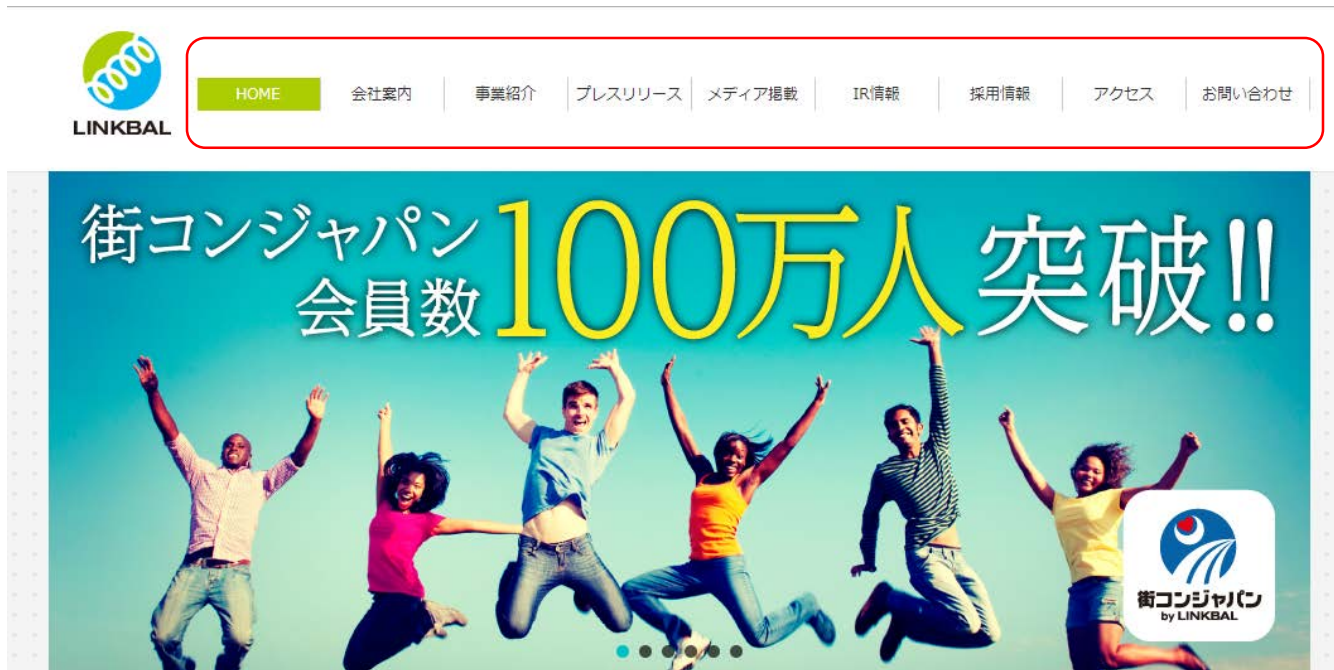 LINKBAL
HOME 会社案内 事業紹介 プレスリリース メディア掲載 IR情報 採用情報 アクセス お問い合わせ
街コンジャパン
会員数100万人突破!!
街コンジャパン
by LINKBAL